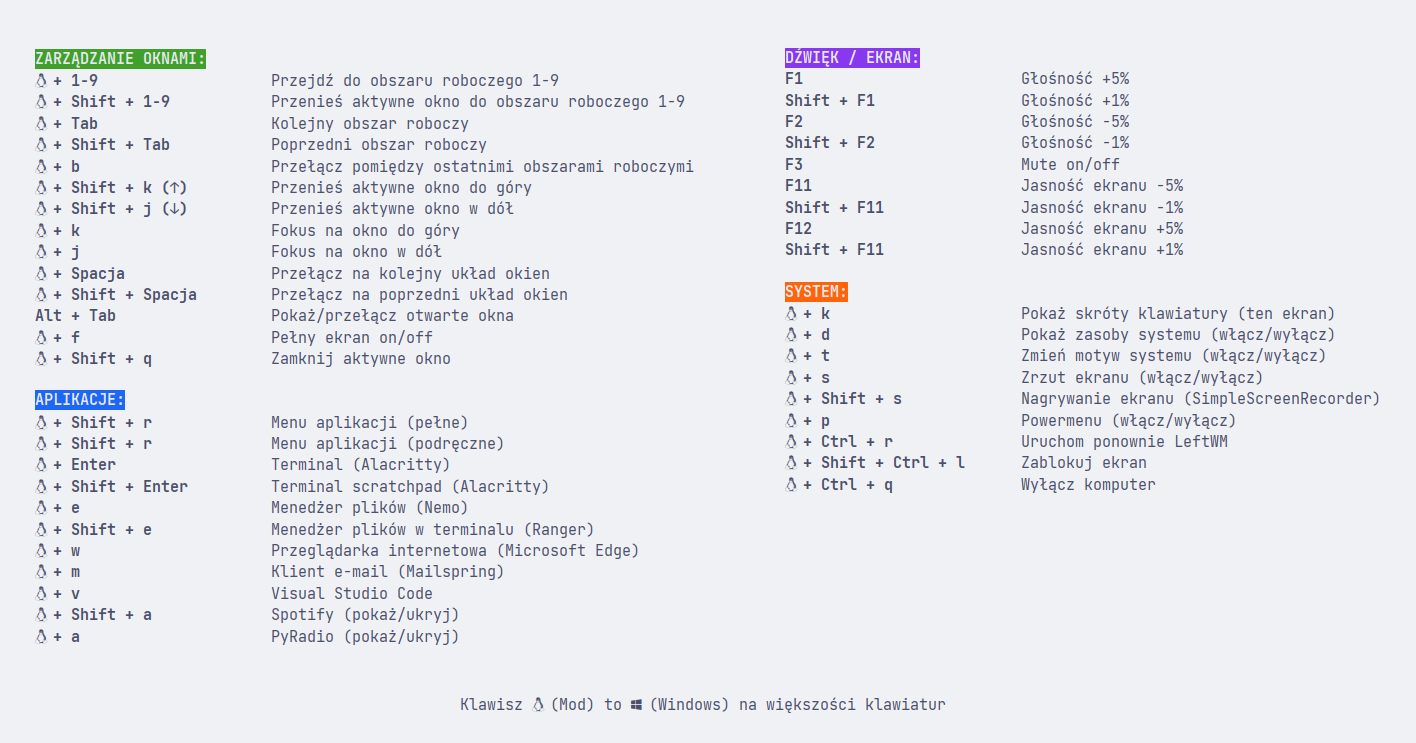 ZARZĄDZANIE OKNAMI:
+ 1-9 Przejdź do obszaru roboczego 1-9
+ Shift + 1-9 Przenieś aktywne okno do obszaru roboczego 1-9
+ Tab Kolejny obszar roboczy
+ Shift + Tab Poprzedni obszar roboczy
+ b Przełącz pomiędzy ostatnimi obszarami roboczymi
+ Shift + k (↑) Przenieś aktywne okno do góry
+ Shift + j (↓) Przenieś aktywne okno w dół
+ k Fokus na okno do góry
+ j Fokus na okno w dół
+ Spacja Przełącz na kolejny układ okien
+ Shift + Spacja Przełącz na poprzedni układ okien
Alt + Tab Pokaż/przełącz otwarte okna
+ f Pełny ekran on/off
+ Shift + q Zamknij aktywne okno
APLIKACJE:
+ Shift + r Menu aplikacji (pełne)
+ Shift + r Menu aplikacji (podręczne)
+ Enter Terminal (Alacritty)
+ Shift + Enter Terminal scratchpad (Alacritty)
+ e Menedżer plików (Nemo)
+ Shift + e Menedżer plików w terminalu (Ranger)
+ w Przeglądarka internetowa (Microsoft Edge)
+ m Klient e-mail (Mailspring)
+ v Visual Studio Code
+ Shift + a Spotify (pokaż/ukryj)
+ a PyRadio (pokaż/ukryj)
DŹWIĘK / EKRAN:
F1 Głośność +5%
Shift + F1 Głośność +1%
F2 Głośność -5%
Shift + F2 Głośność -1%
F3 Mute on/off
F11 Jasność ekranu -5%
Shift + F11 Jasność ekranu -1%
F12 Jasność ekranu +5%
Shift + F11 Jasność ekranu +1%
SYSTEM:
+ k Pokaż skróty klawiatury (ten ekran)
+ d Pokaż zasoby systemu (włącz/wyłącz)
+ t Zmień motyw systemu (włącz/wyłącz)
+ s Zrzut ekranu (włącz/wyłącz)
+ Shift + s Nagrywanie ekranu (SimpleScreenRecorder)
+ p Powermenu (włącz/wyłącz)
+ Ctrl + r Uruchom ponownie LeftWM
+ Shift + Ctrl + l Zablokuj ekran
+ Ctrl + q Wyłącz komputer
Klawisz (Mod) to (Windows) na większości klawiatur